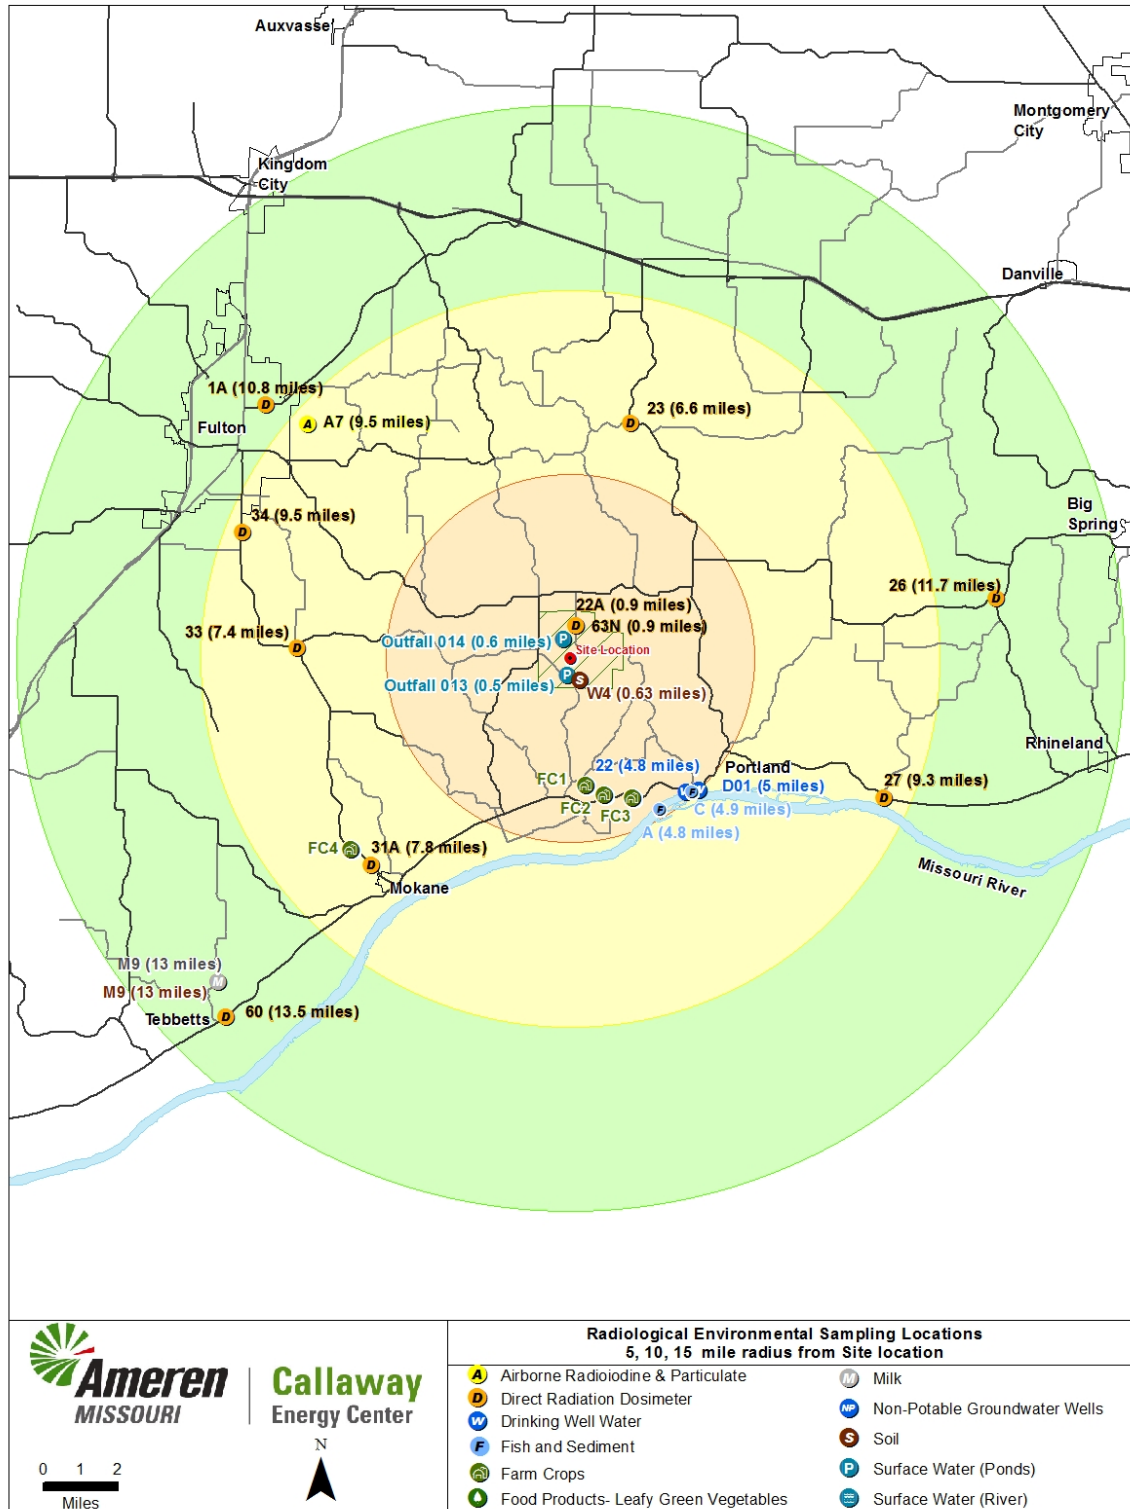 Auxvasse
Montgomery
City
Kingdom
City
Danville
1A (10.8 miles)
D
A
A7 (9.5 miles)
23 (6.6 miles)
D
Fulton
Big
Spring
34 (9.5 miles)
D
26 (11.7 miles)
D
22A (0.9 miles)
D
63N (0.9 miles)
33 (7.4 miles)
D
Outfall 014 (0.6 miles)
P
Site Location
Outfall 013 (0.5 miles)
P
S
W4 (0.63 miles)
Rhineland
22 (4.8 miles)
Portland
FC1
D01 (5 miles)
27 (9.3 miles)
D
W
F
W
FC2
FC3
C (4.9 miles)
F
A (4.8 miles)
FC4
31A (7.8 miles)
D
Mokane
Missouri River
M9 (13 miles)
M
M9 (13 miles)
Tebbetts
D
60 (13.5 miles)
Ameren
MISSOURI
Callaway
Energy Center
N
0 1 2
Miles
Radiological Environmental Sampling Locations
5, 10, 15 mile radius from Site location
A Airborne Radioiodine & Particulate
D Direct Radiation Dosimeter
W Drinking Well Water
F Fish and Sediment
Farm Crops
Food Products- Leafy Green Vegetables
M Milk
NP Non-Potable Groundwater Wells
S Soil
P Surface Water (Ponds)
Surface Water (River)